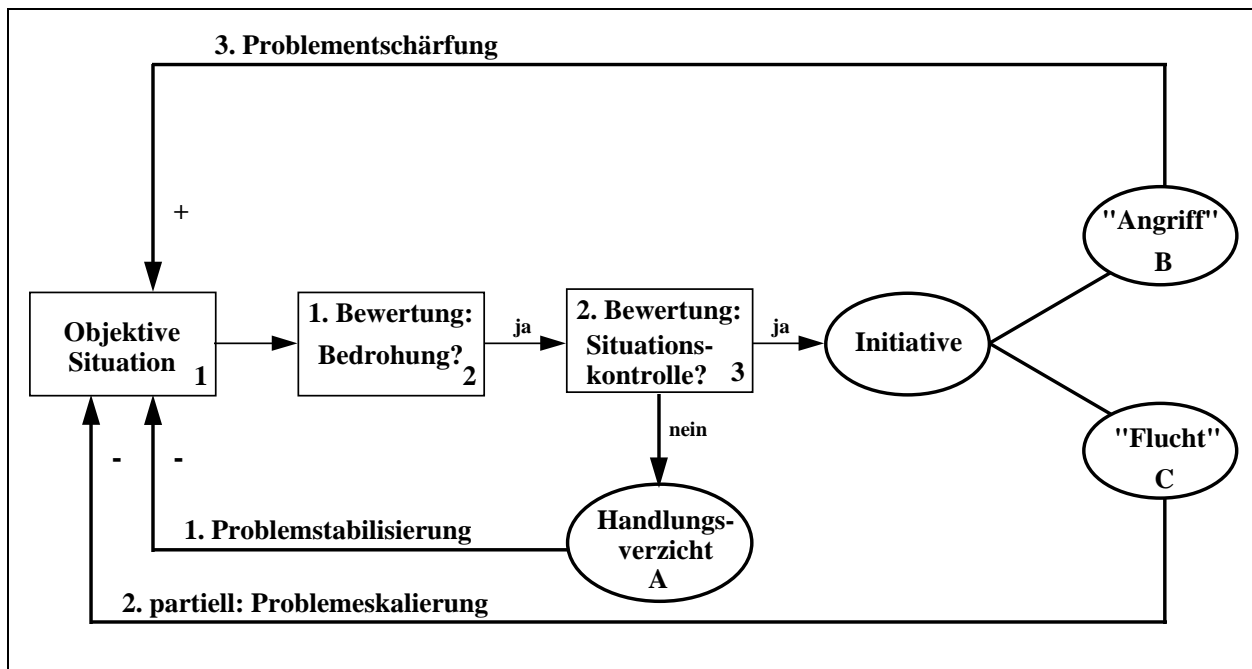 3. Problementschärfung
+
"Angriff"
B
Objektive
Situation
1
1. Bewertung:
Bedrohung?
2
ja
2. Bewertung:
Situations-
kontrolle?
3
ja
Initiative
nein
"Flucht"
C
-
-
1. Problemstabilisierung
Handlungs-
verzicht
A
2. partiell: Problemeskalierung